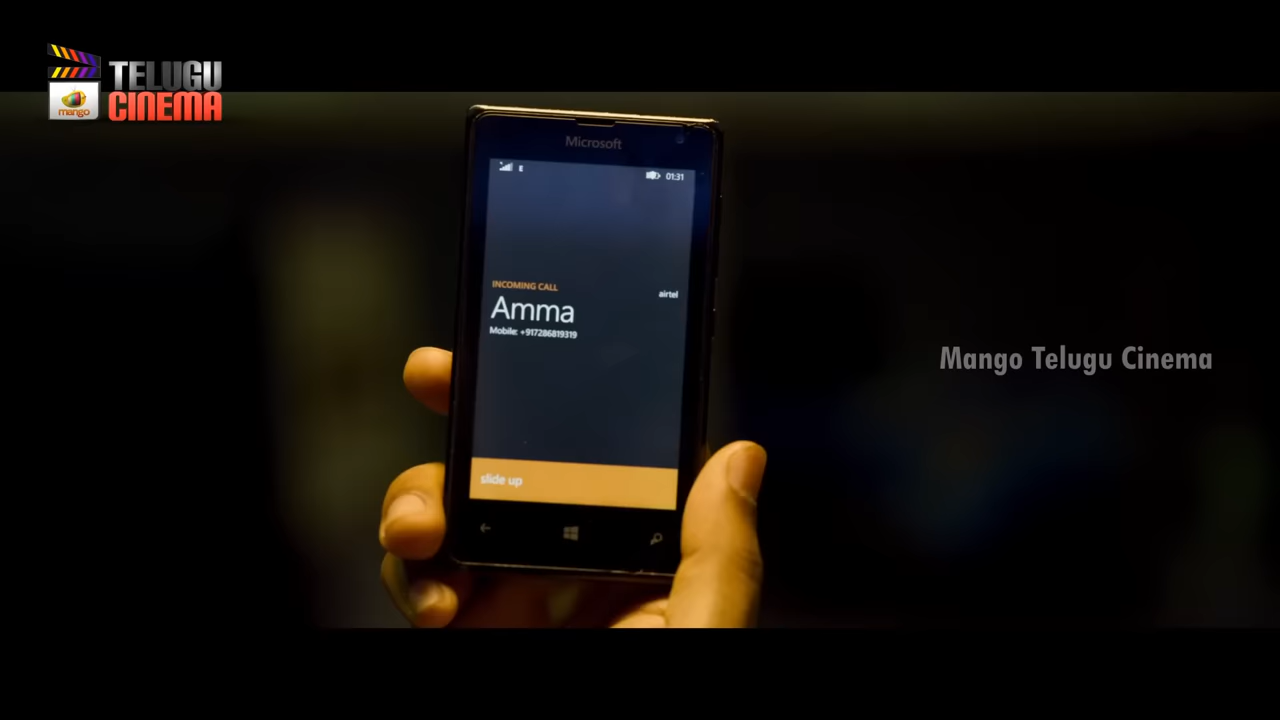 TELUGU
CINEMA
mango
Microsoft
E
01:31
INCOMING CALL
airtel
Amma
Mobile: +917286819319
Mango Telugu Cinema
slide up